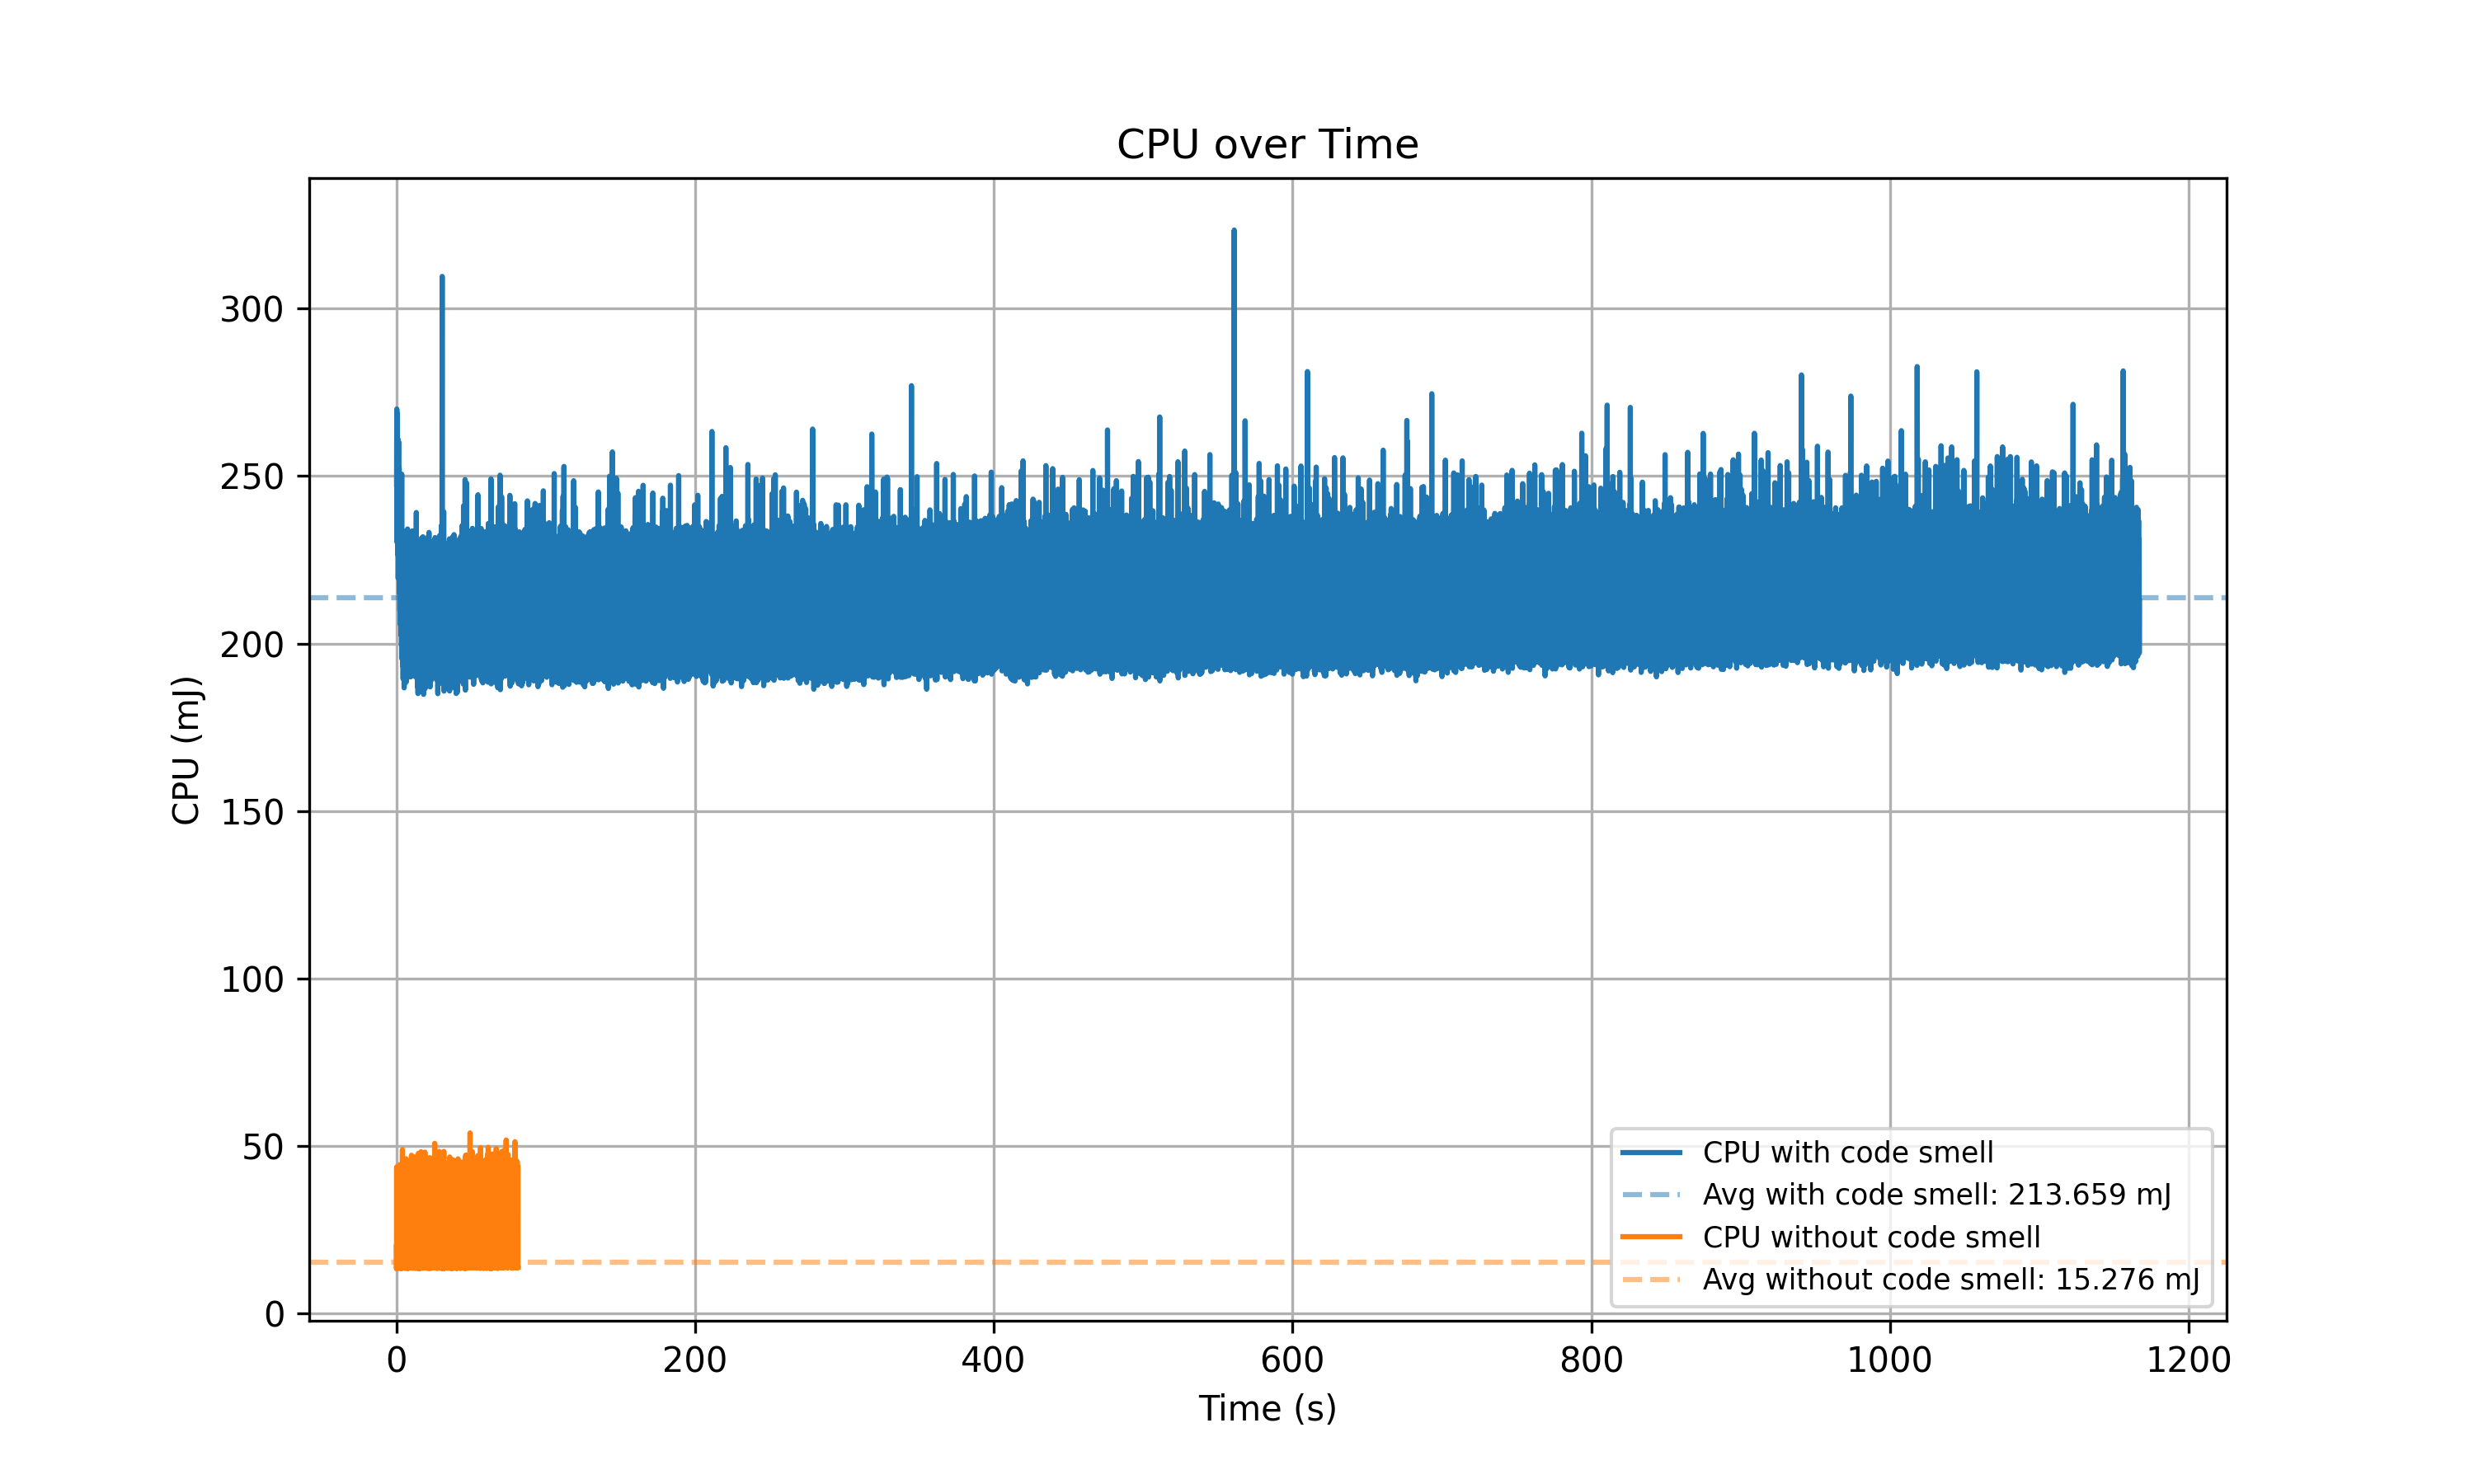 CPU over Time
CPU (mJ)
300
250
200
150
100
50
0
0 200 400 600 800 1000 1200
Time (s)
CPU with code smell
Avg with code smell: 213.659 mJ
CPU without code smell
Avg without code smell: 15.276 mJ